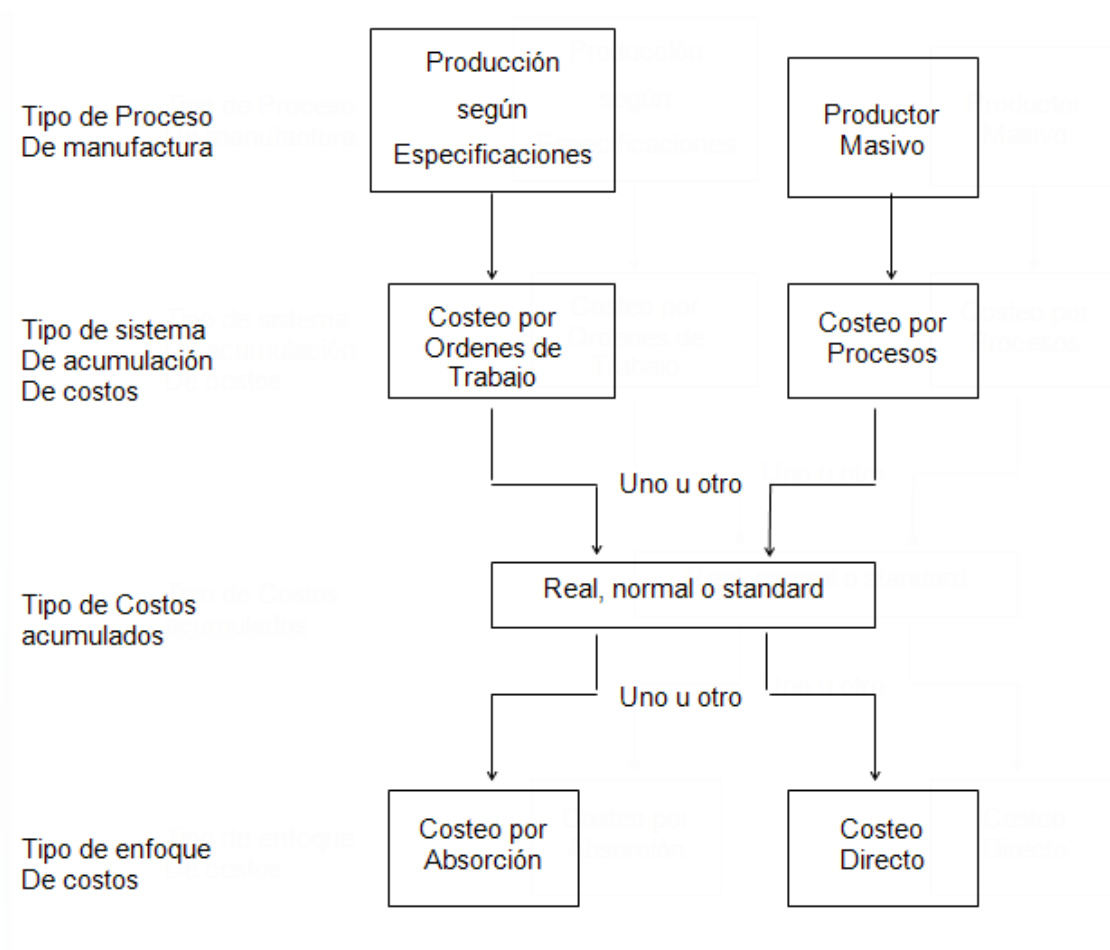 Tipo de Proceso
De manufactura
Producción
según
Especificaciones
Productor
Masivo
Tipo de sistema
De acumulación
De costos
Costeo por
Ordenes de
Trabajo
Costeo por
Procesos
Uno u otro
Tipo de Costos
acumulados
Real, normal o standard
Uno u otro
Tipo de enfoque
De costos
Costeo por
Absorción
Costeo
Directo